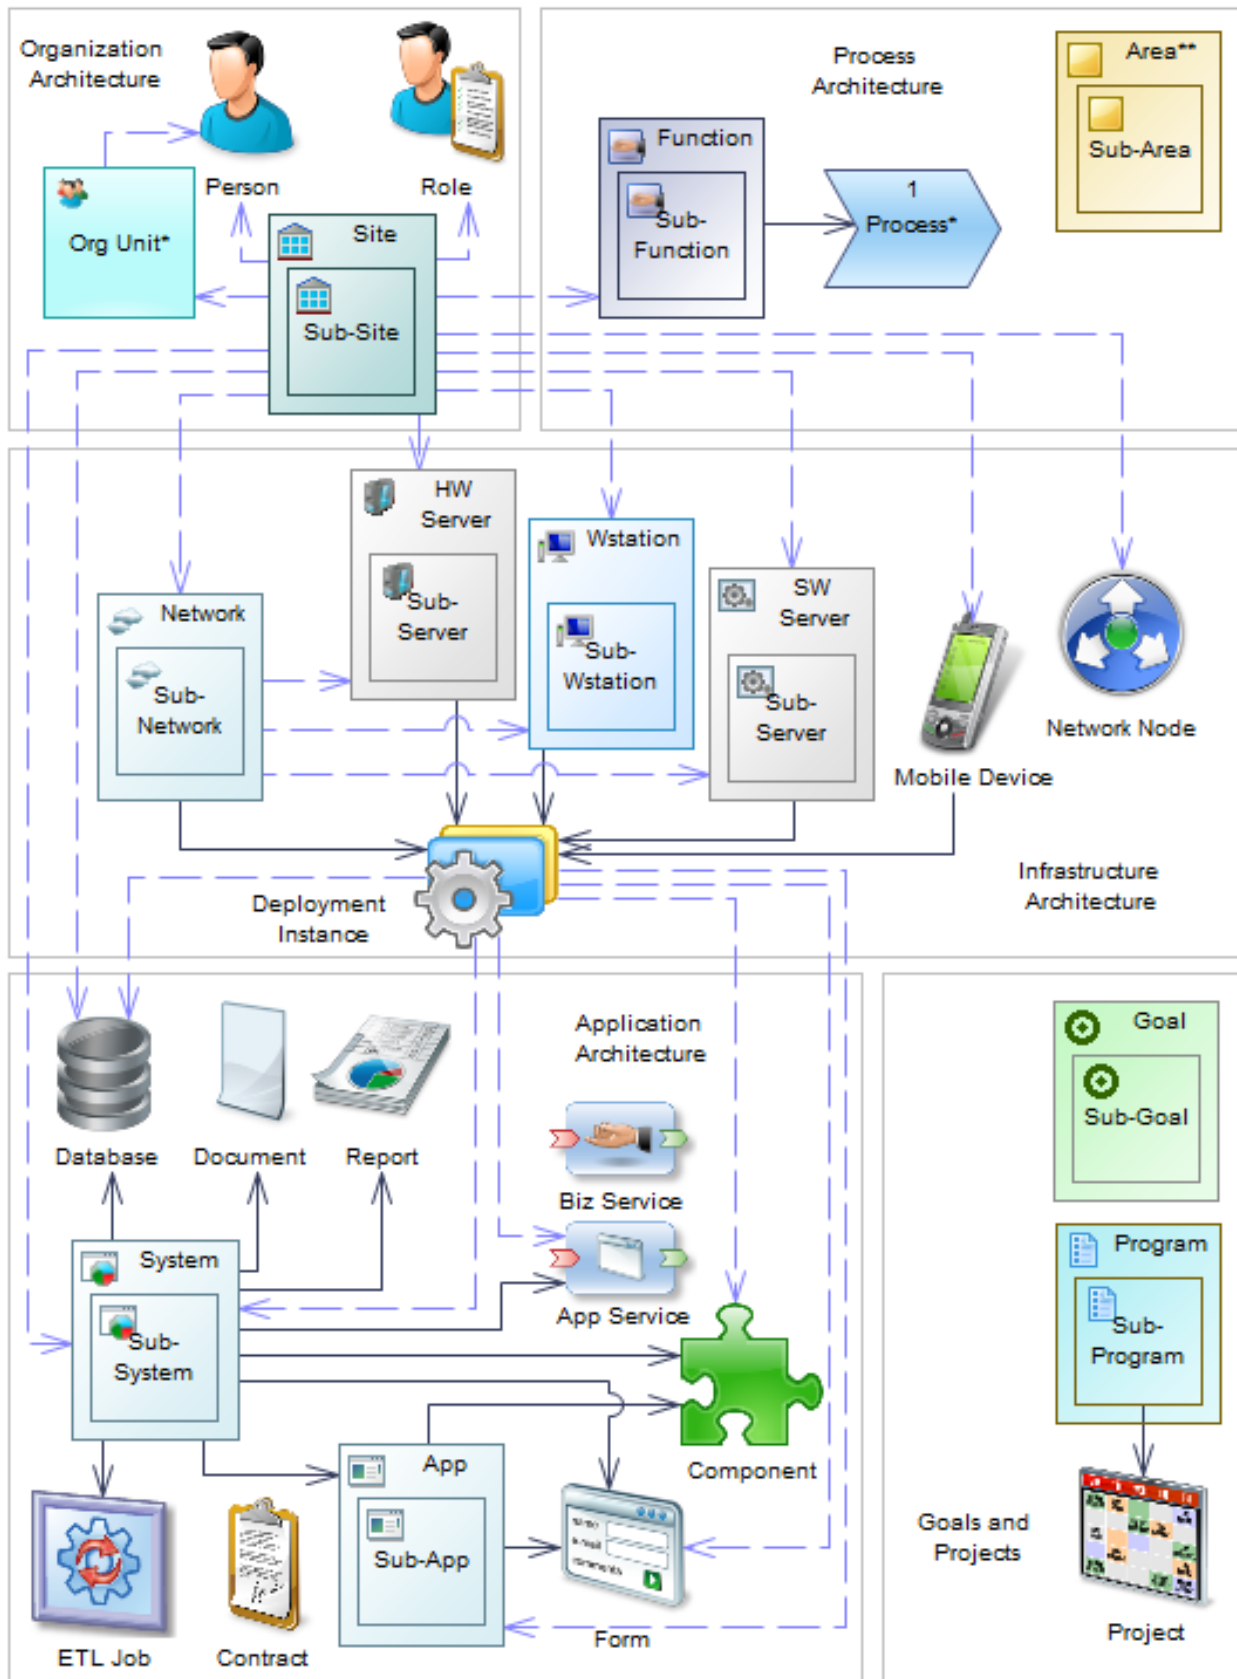 Organization
Architecture
Person
Role
Org Unit*
Site
Sub-Site
Process
Architecture
Function
Sub-
Function
1
Process*
Area**
Sub-Area
HW
Server
Sub-
Server
Wstation
Sub-
Wstation
SW
Server
Sub-
Server
Network
Sub-
Network
Mobile Device
Network Node
Deployment
Instance
Infrastructure
Architecture
Application
Architecture
Database
Document
Report
Biz Service
App Service
System
Sub-
System
Component
App
Sub-App
ETL Job
Contract
Form
name
e-mail
comments
Goal
Sub-Goal
Program
Sub-
Program
Goals and
Projects
Project